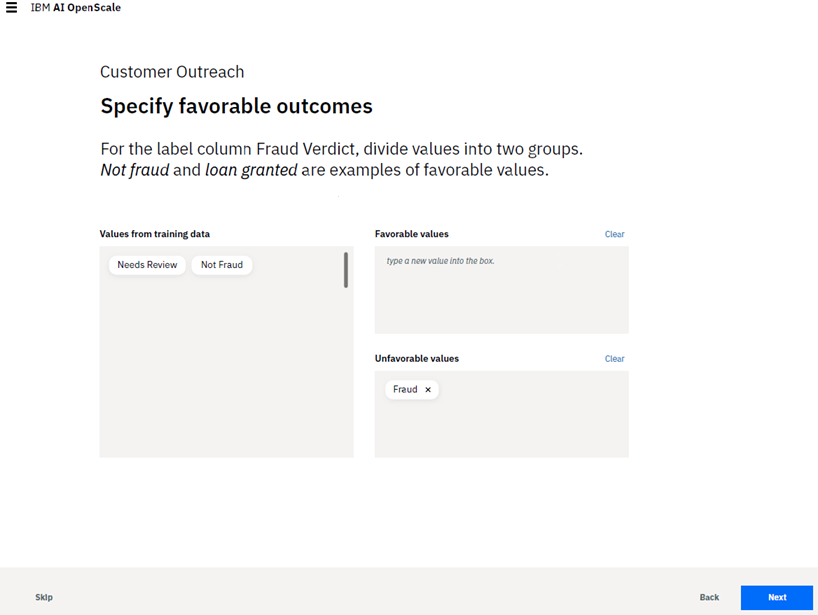 IBM AI OpenScale
Customer Outreach
Specify favorable outcomes
For the label column Fraud Verdict, divide values into two groups.
Not fraud and loan granted are examples of favorable values.
Values from training data
Needs Review Not Fraud
Favorable values Clear
type a new value into the box.
Unfavorable values Clear
Fraud ×
Skip Back Next